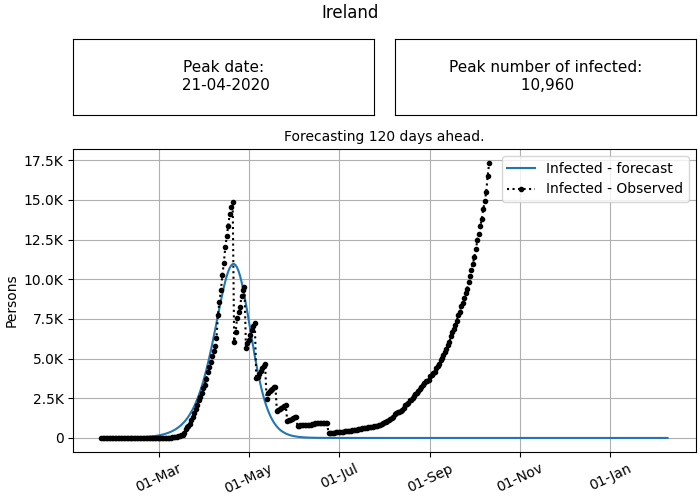 Ireland
Peak date:
21-04-2020
Peak number of infected:
10,960
Forecasting 120 days ahead.
Infected - forecast
Infected - Observed
Persons
17.5K
15.0K
12.5K
10.0K
7.5K
5.0K
2.5K
0
01-Mar
01-May
01-Jul
01-Sep
01-Nov
01-Jan